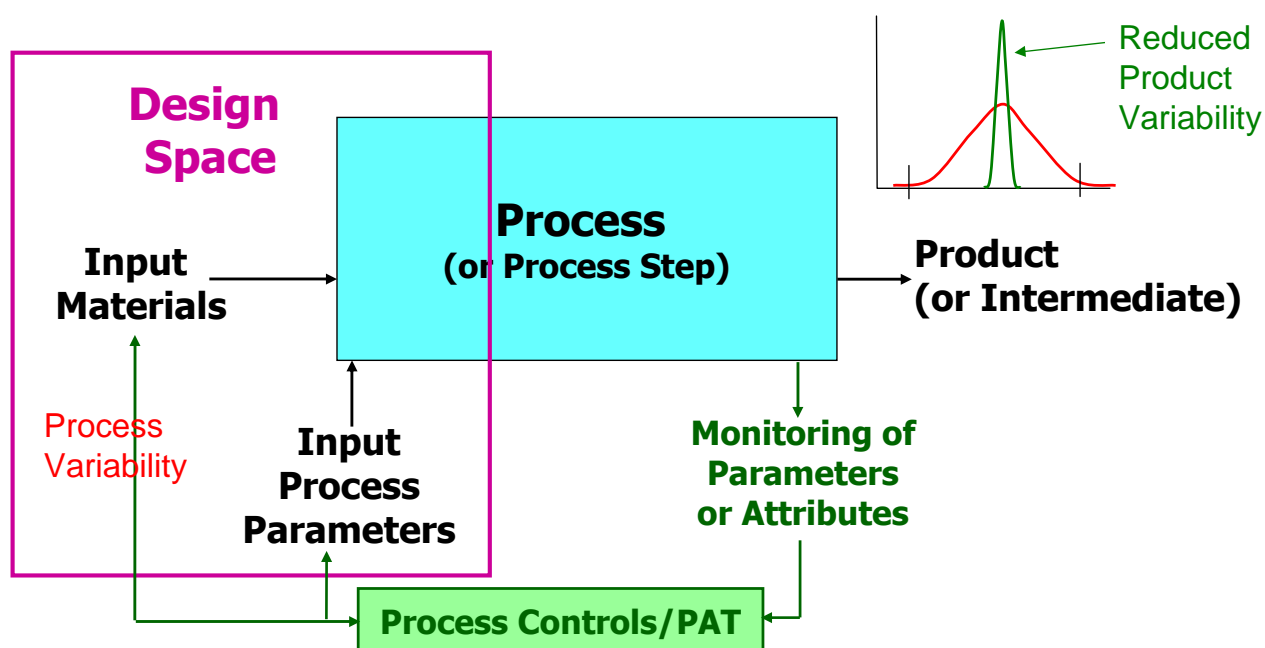 Reduced
Product
Variability
Design
Space
Process
(or Process Step)
Input
Materials
Product
(or Intermediate)
Process
Variability
Input
Process
Parameters
Monitoring of
Parameters
or Attributes
Process Controls/PAT